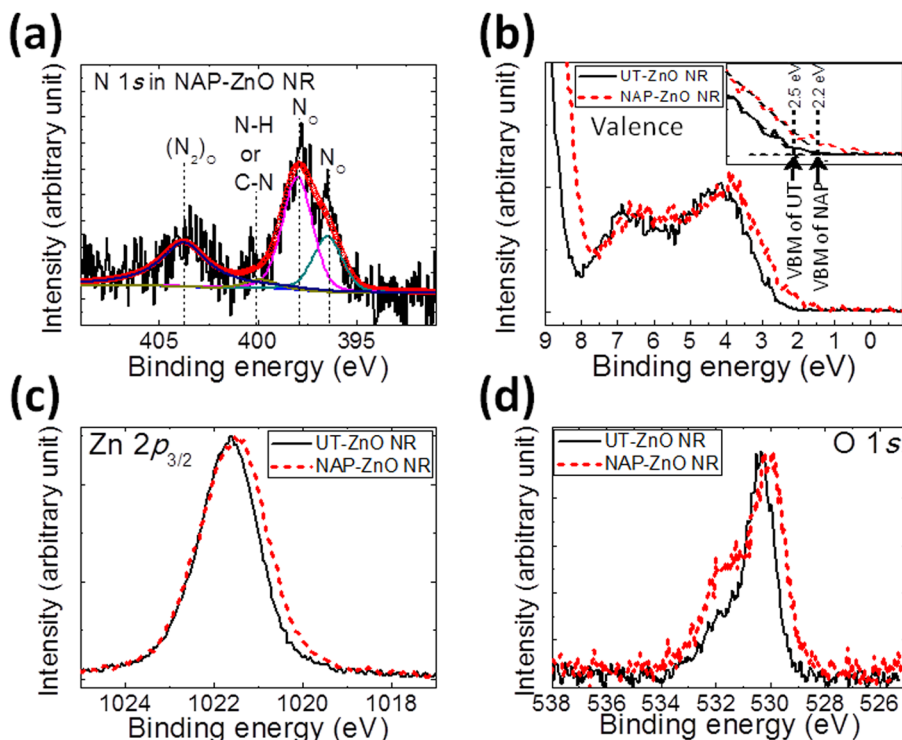 (a)
N 1s in NAP-ZnO NR
(N₂)O
N-H
or
C-N
NO
NO
Intensity (arbitrary unit)
405 400 395
Binding energy (eV)
(b)
UT-ZnO NR
NAP-ZnO NR
Valence
2.5 eV
2.2 eV
VBM of UT
VBM of NAP
Intensity (arbitrary unit)
9 8 7 6 5 4 3 2 1 0
Binding energy (eV)
(c)
Zn 2p3/2
UT-ZnO NR
NAP-ZnO NR
Intensity (arbitrary unit)
1024 1022 1020 1018
Binding energy (eV)
(d)
UT-ZnO NR
NAP-ZnO NR
O 1s
Intensity (arbitrary unit)
538 536 534 532 530 528 526
Binding energy (eV)